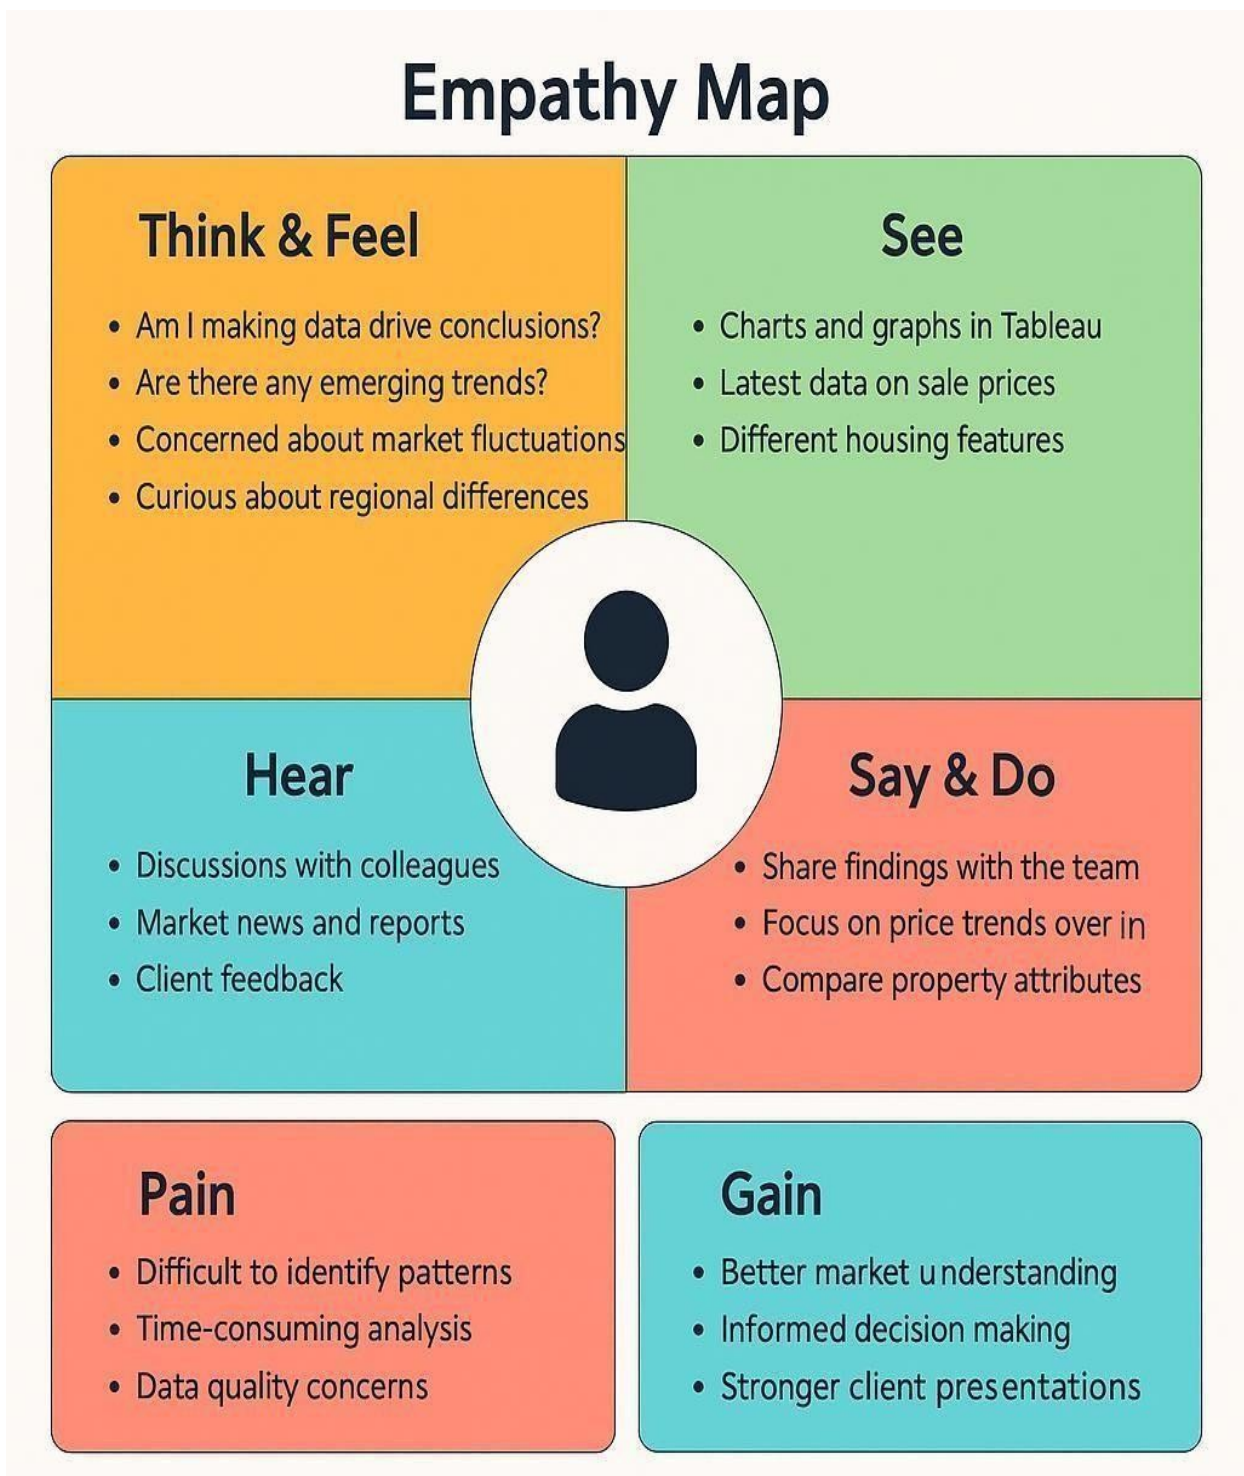 Empathy Map
Think & Feel
• Am I making data drive conclusions?
• Are there any emerging trends?
• Concerned about market fluctuations
• Curious about regional differences
See
• Charts and graphs in Tableau
• Latest data on sale prices
• Different housing features
Hear
• Discussions with colleagues
• Market news and reports
• Client feedback
Say & Do
• Share findings with the team
• Focus on price trends over in
• Compare property attributes
Pain
• Difficult to identify patterns
• Time-consuming analysis
• Data quality concerns
Gain
• Better market understanding
• Informed decision making
• Stronger client presentations